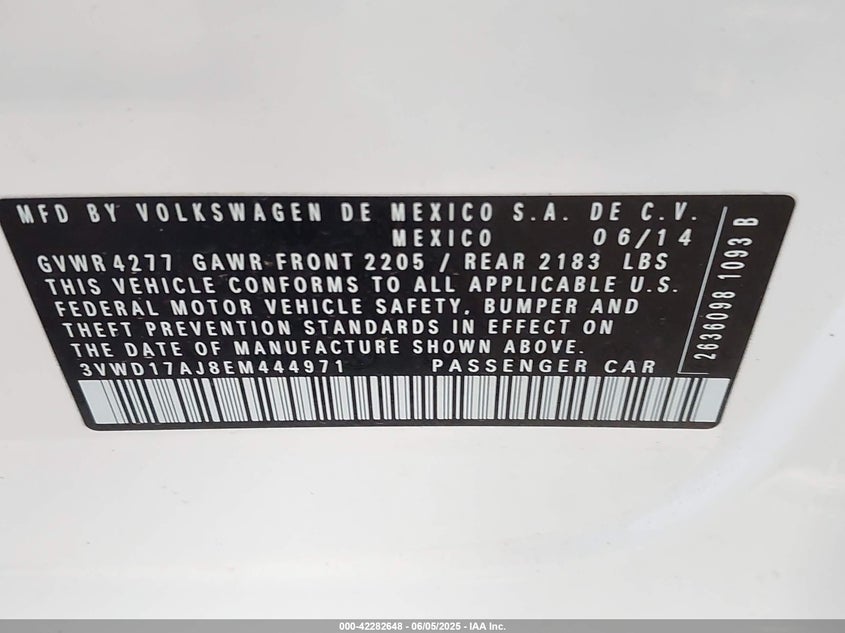 MFD BY VOLKSWAGEN DE MEXICO S.A. DE C.V.
MEXICO 06/14
GVWR 4277 GAWR-FRONT 2205 / REAR 2183 LBS
THIS VEHICLE CONFORMS TO ALL APPLICABLE U.S.
FEDERAL MOTOR VEHICLE SAFETY, BUMPER AND
THEFT PREVENTION STANDARDS IN EFFECT ON
THE DATE OF MANUFACTURE SHOWN ABOVE.
3VWD17AJ8EM444971 PASSENGER CAR
2636098 1093 B
000-42282648 - 06/05/2025 - IAA Inc.